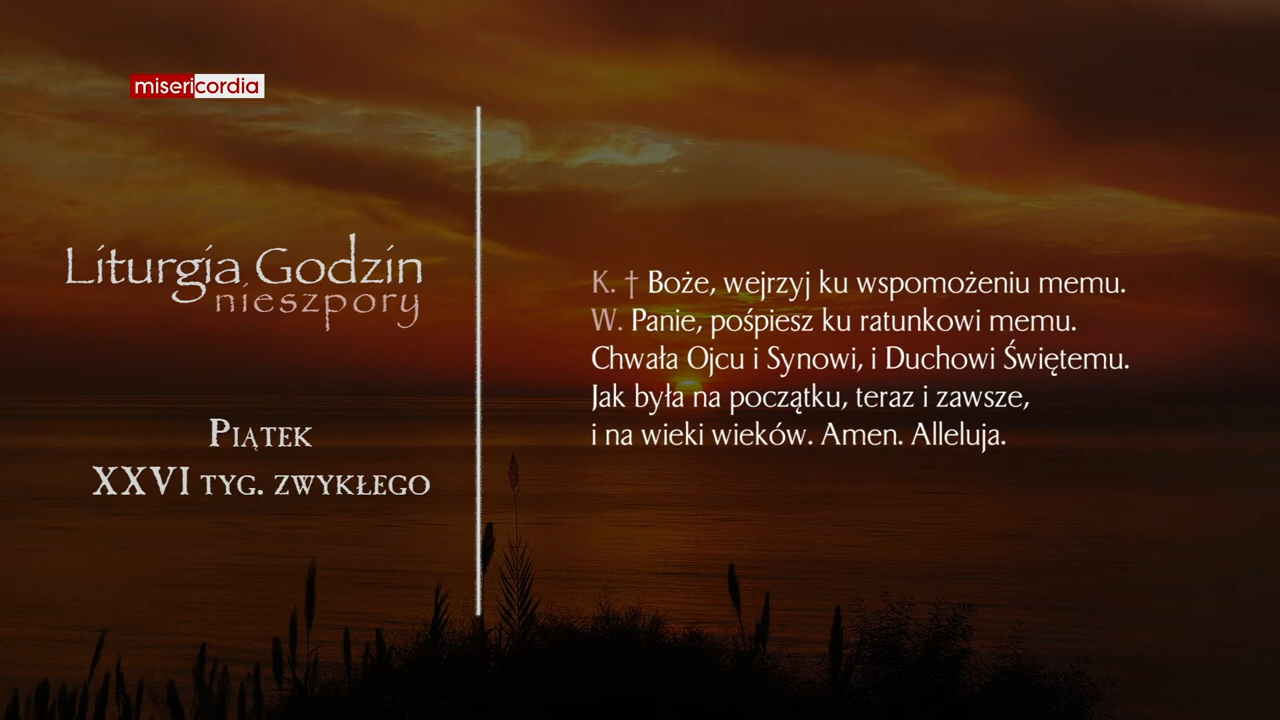 misericordia
Liturgia Godzin
nieszpory
Piątek
XXVI tyg. zwykłego
K. † Boże, wejrzyj ku wspomożeniu memu.
W. Panie, pośpiesz ku ratunkowi memu.
Chwała Ojcu i Synowi, i Duchowi Świętemu.
Jak była na początku, teraz i zawsze,
i na wieki wieków. Amen. Alleluja.